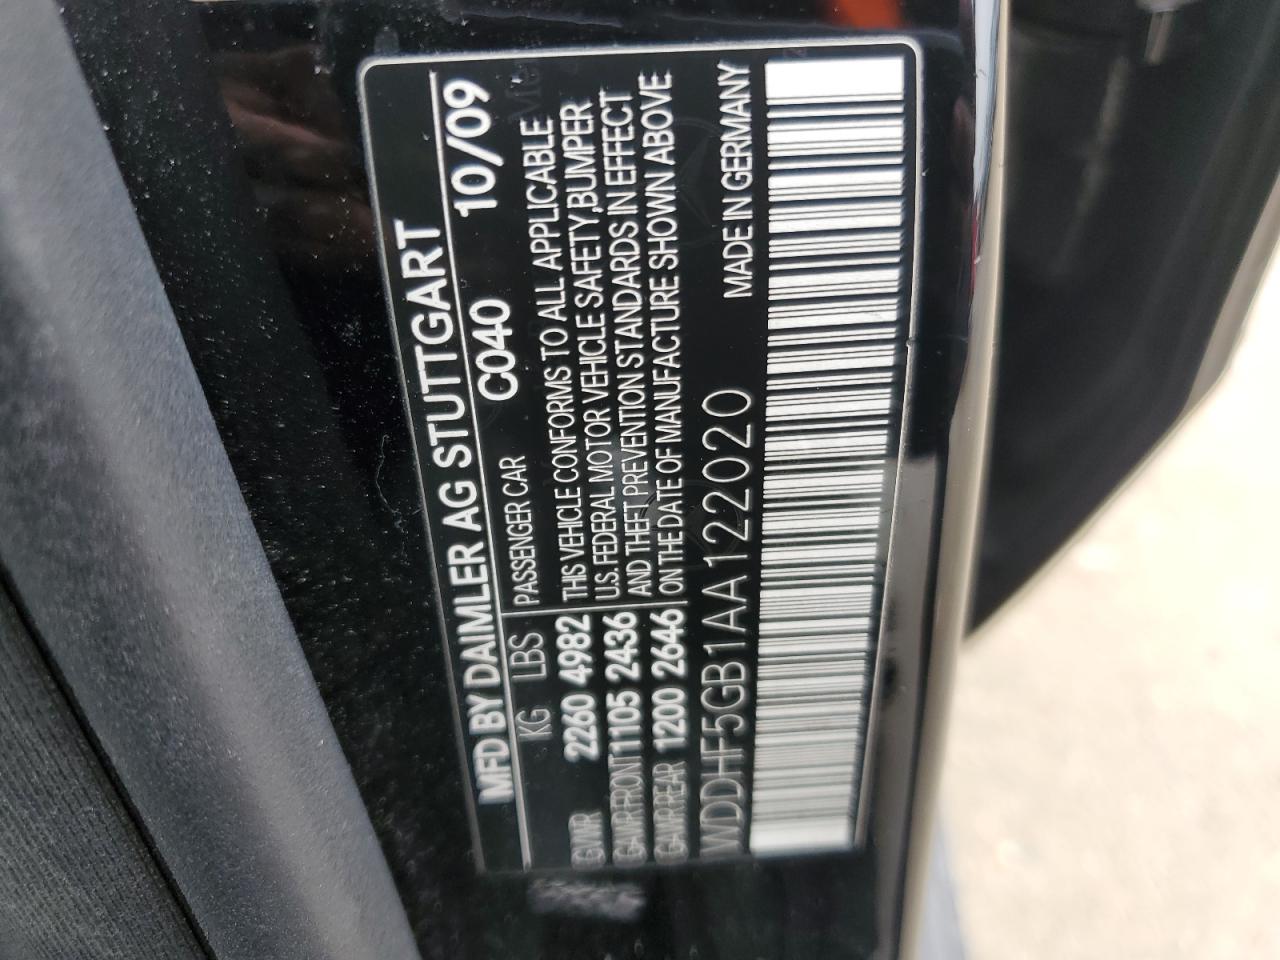 MFD BY DAIMLER AG STUTTGART
C040 10/09
KG LBS PASSENGER CAR
GVWR 2260 4982
GAWR FRONT 1105 2436
GAWR REAR 1200 2646
THIS VEHICLE CONFORMS TO ALL APPLICABLE
U.S. FEDERAL MOTOR VEHICLE SAFETY,BUMPER
AND THEFT PREVENTION STANDARDS IN EFFECT
ON THE DATE OF MANUFACTURE SHOWN ABOVE
MADE IN GERMANY
WDDHF5GB1AA122020